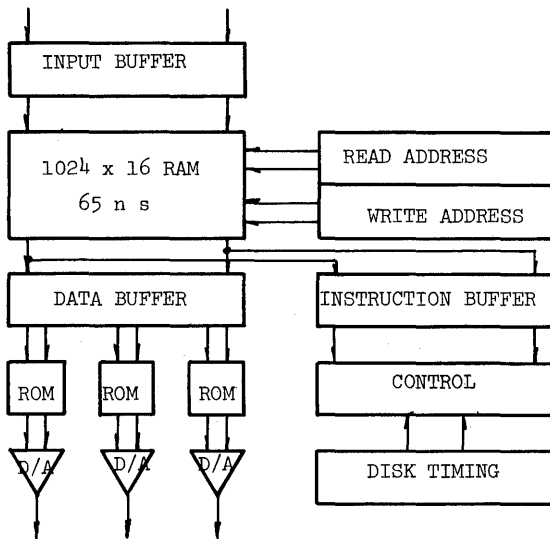 INPUT BUFFER
1024 x 16 RAM
65 n s
READ ADDRESS
WRITE ADDRESS
DATA BUFFER
INSTRUCTION BUFFER
ROM
ROM
ROM
CONTROL
D/A
D/A
D/A
DISK TIMING